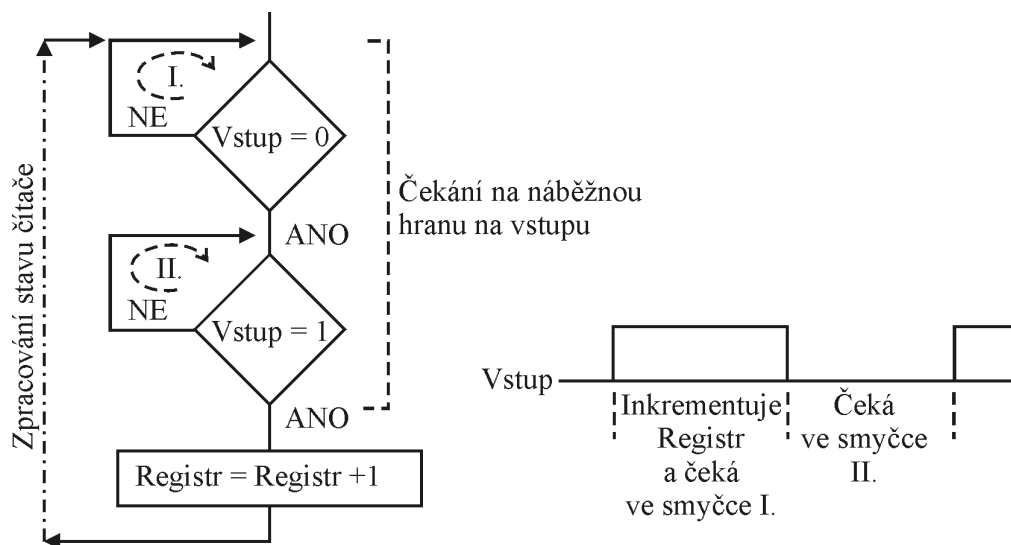 I.
NE
Vstup = 0
ANO
II.
NE
Vstup = 1
ANO
Registr = Registr +1
Zpracování stavu čítače
Čekání na náběžnou
hranu na vstupu
Vstup
Inkrementuje
Registr
a čeká
ve smyčce I.
Čeká
ve smyčce
II.